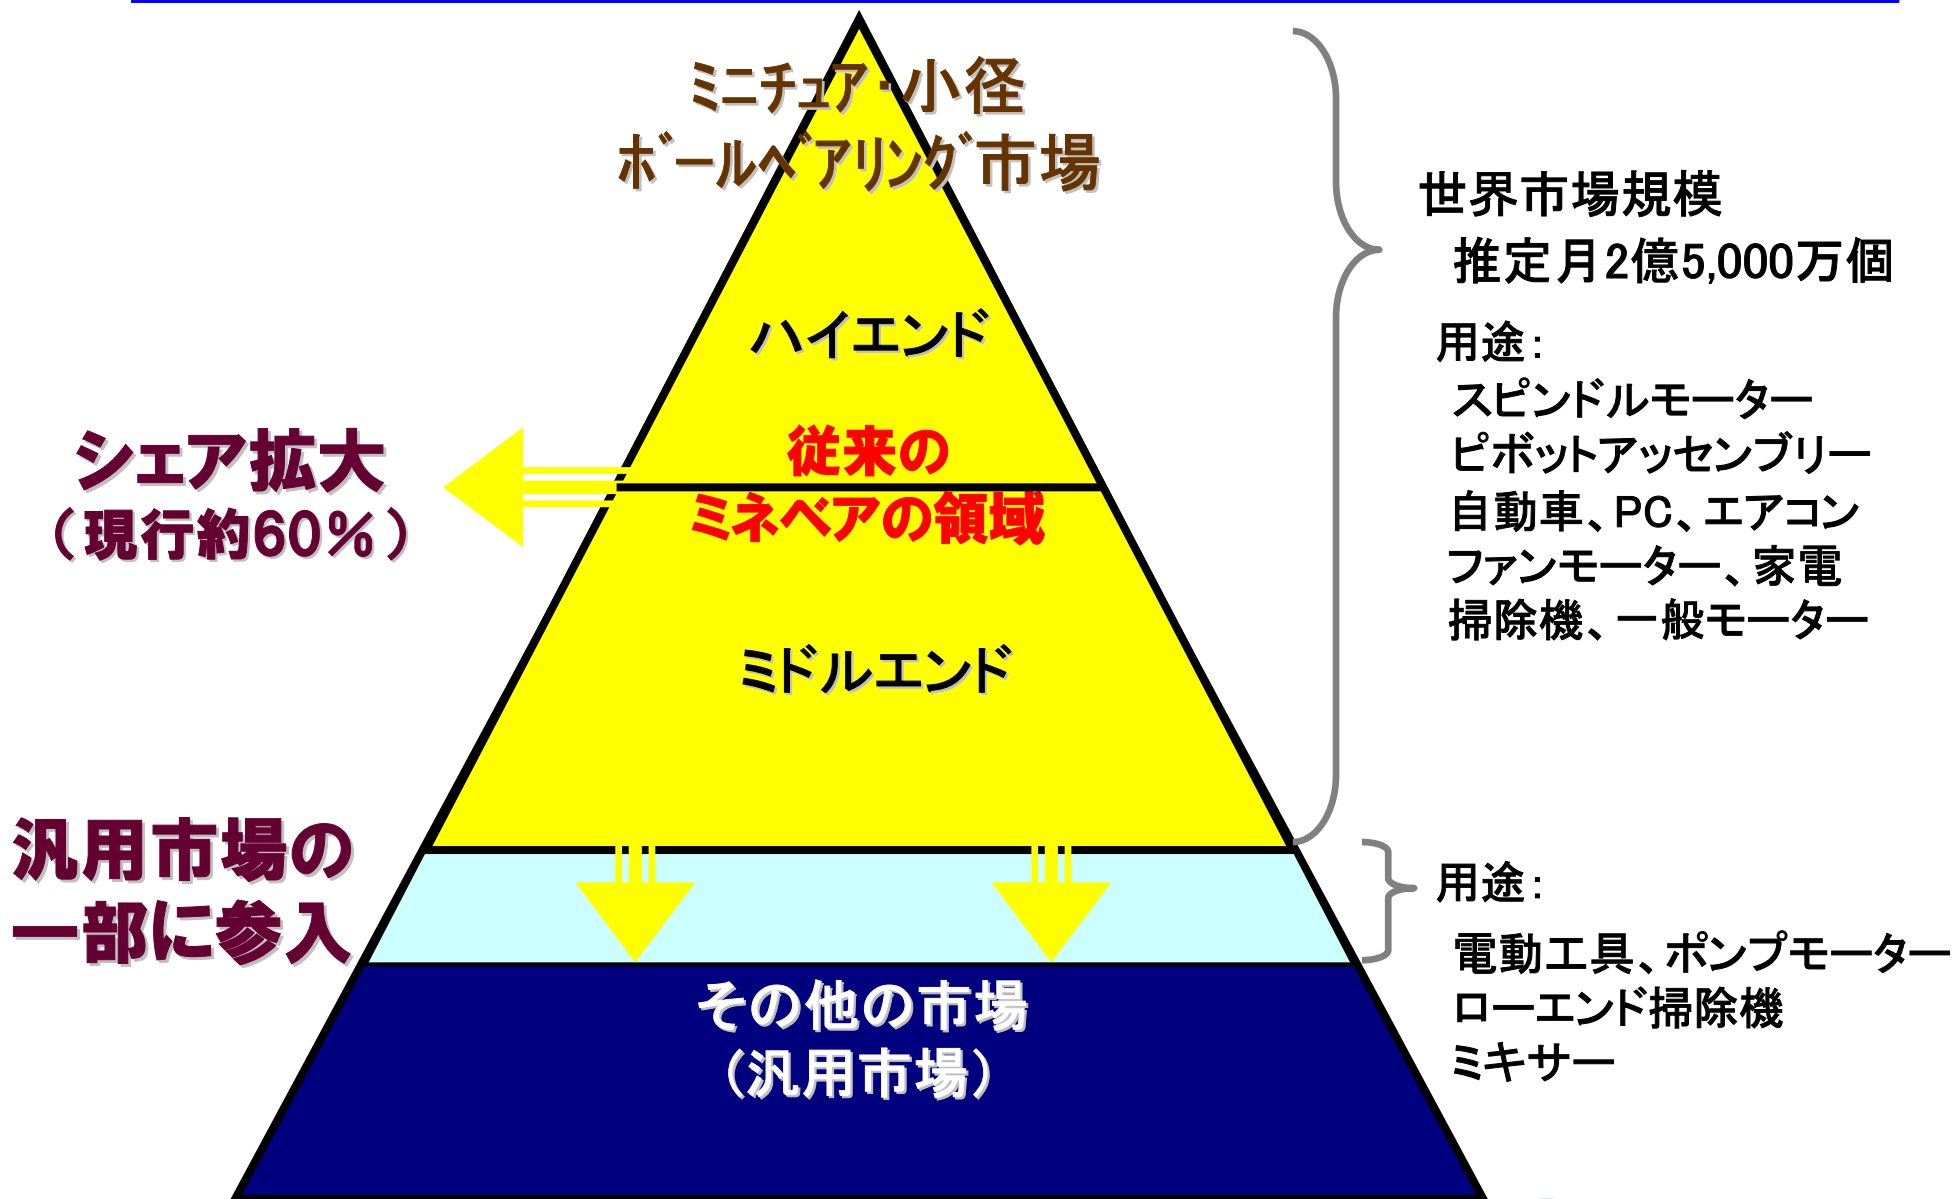 ミニチュア・小径
ボールベアリング市場
ハイエンド
従来の
ミネベアの領域
ミドルエンド
その他の市場
(汎用市場)
シェア拡大
(現行約60%)
汎用市場の
一部に参入
世界市場規模
推定月2億5,000万個
用途:
スピンドルモーター
ピボットアッセンブリー
自動車、PC、エアコン
ファンモーター、家電
掃除機、一般モーター
用途:
電動工具、ポンプモーター
ローエンド掃除機
ミキサー